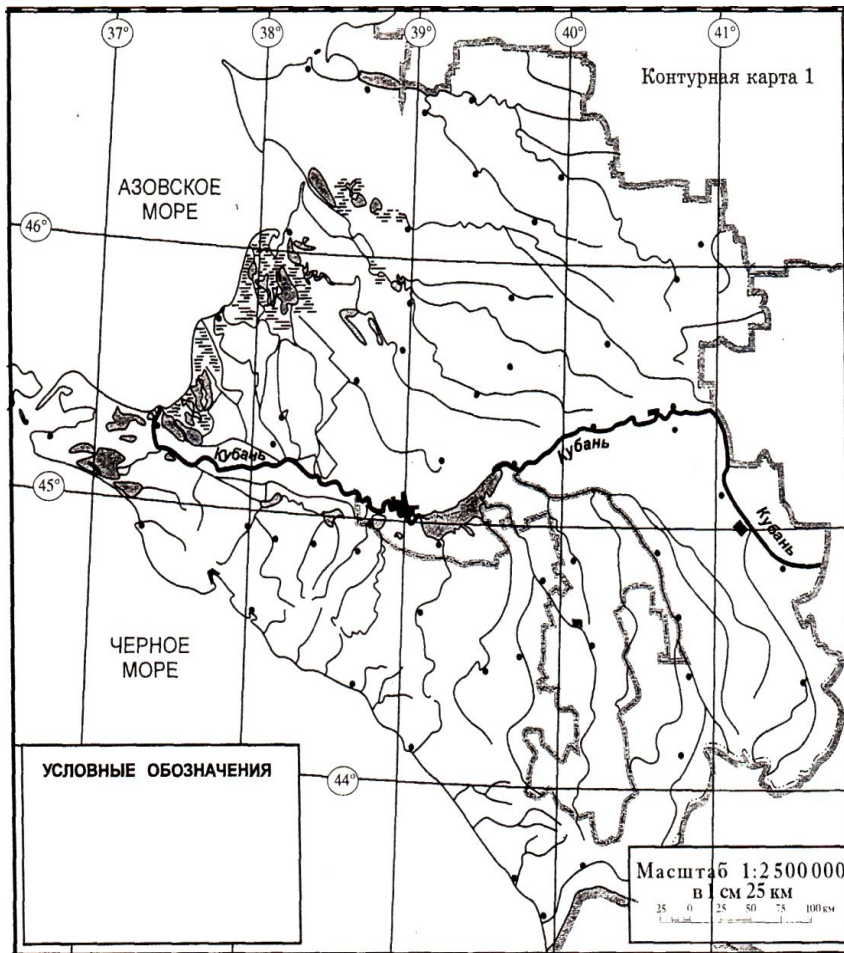 37°
38°
39°
40°
41°
Контурная карта 1
АЗОВСКОЕ
МОРЕ
46°
Кубань
Кубань
45°
Кубань
ЧЕРНОЕ
МОРЕ
44°
УСЛОВНЫЕ ОБОЗНАЧЕНИЯ
Масштаб 1:2 500 000
в 1 см 25 км
25 0 25 50 75 100 км